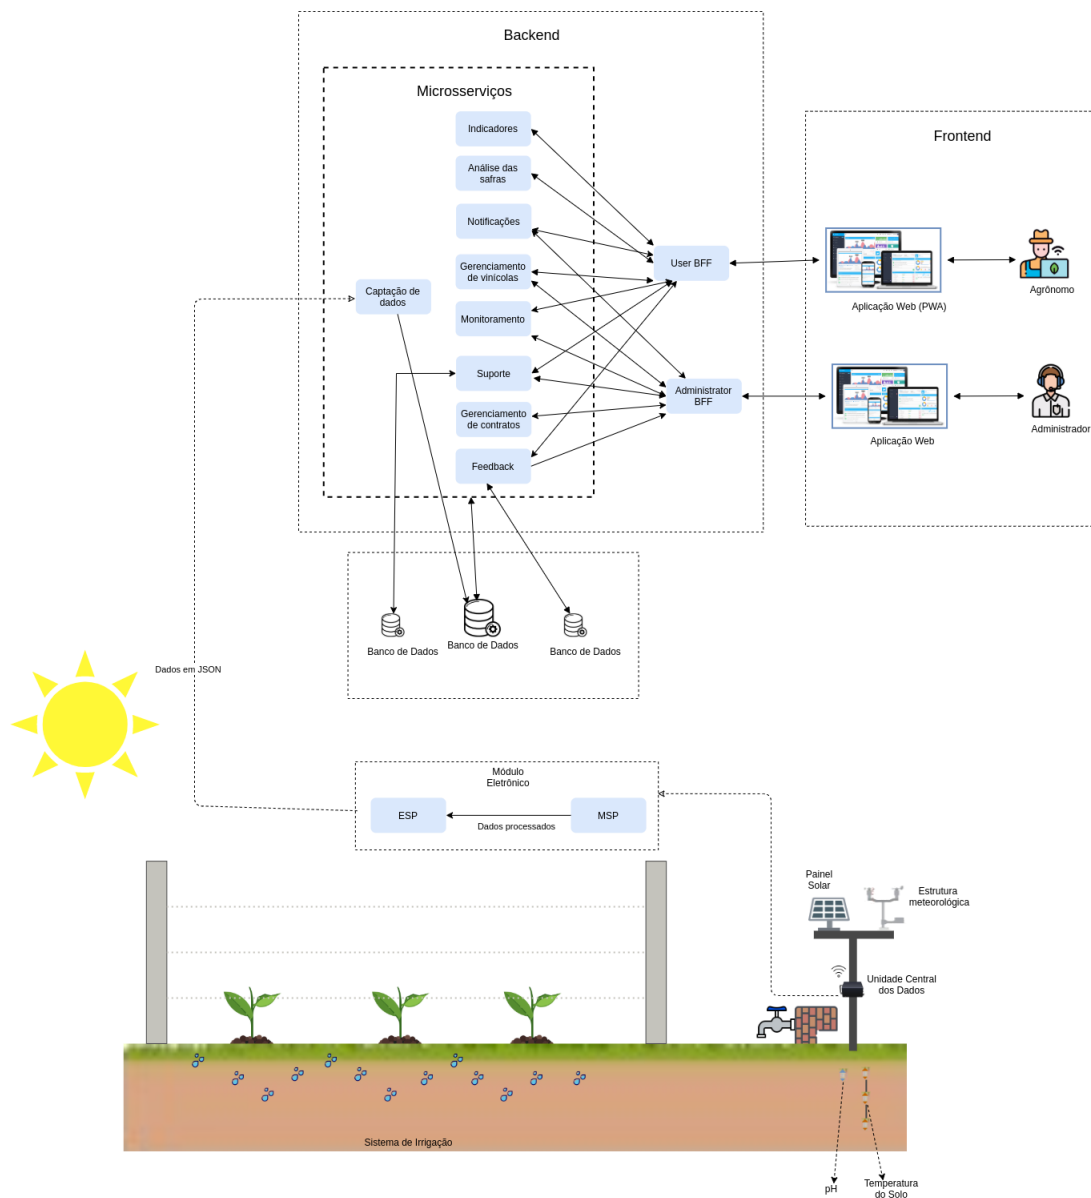 Backend
Microsserviços
Indicadores
Análise das
safras
Notificações
Gerenciamento
de vinícolas
Captação de
dados
Monitoramento
Suporte
Gerenciamento
de contratos
Feedback
User BFF
Administrator
BFF
Frontend
Aplicação Web (PWA)
Agrônomo
Aplicação Web
Administrador
Banco de Dados
Banco de Dados
Banco de Dados
Dados em JSON
Módulo
Eletrônico
ESP
Dados processados
MSP
Painel
Solar
Estrutura
meteorológica
Unidade Central
dos Dados
Sistema de Irrigação
pH
Temperatura
do Solo